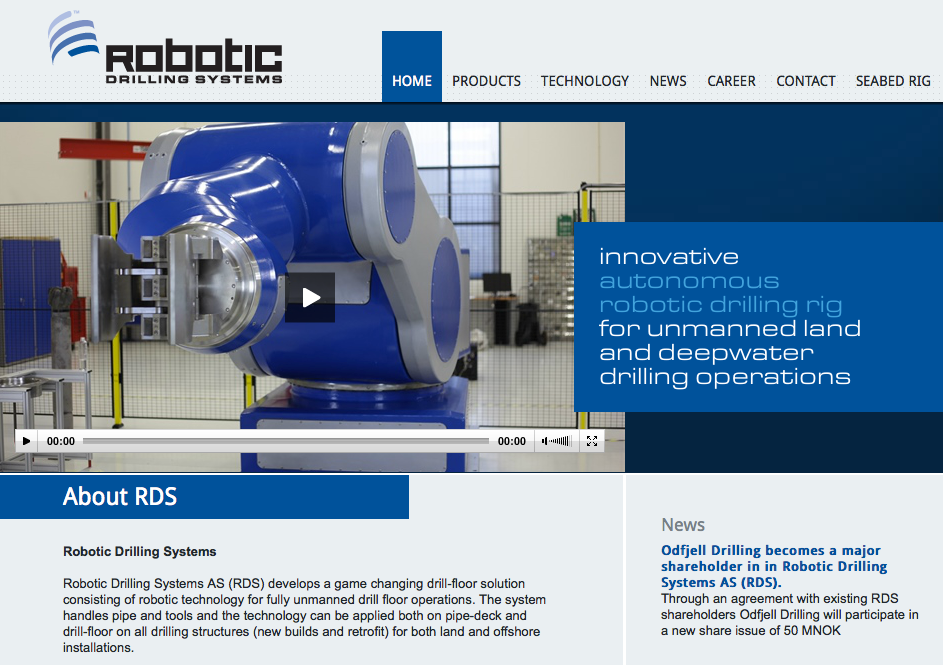 ROBOTIC
DRILLING SYSTEMS
HOME PRODUCTS TECHNOLOGY NEWS CAREER CONTACT SEABED RIG
innovative
autonomous
robotic drilling rig
for unmanned land
and deepwater
drilling operations
00:00 00:00
About RDS
Robotic Drilling Systems
Robotic Drilling Systems AS (RDS) develops a game changing drill-floor solution
consisting of robotic technology for fully unmanned drill floor operations. The system
handles pipe and tools and the technology can be applied both on pipe-deck and
drill-floor on all drilling structures (new builds and retrofit) for both land and offshore
installations.
News
Odfjell Drilling becomes a major
shareholder in in Robotic Drilling
Systems AS (RDS).
Through an agreement with existing RDS
shareholders Odfjell Drilling will participate in
a new share issue of 50 MNOK